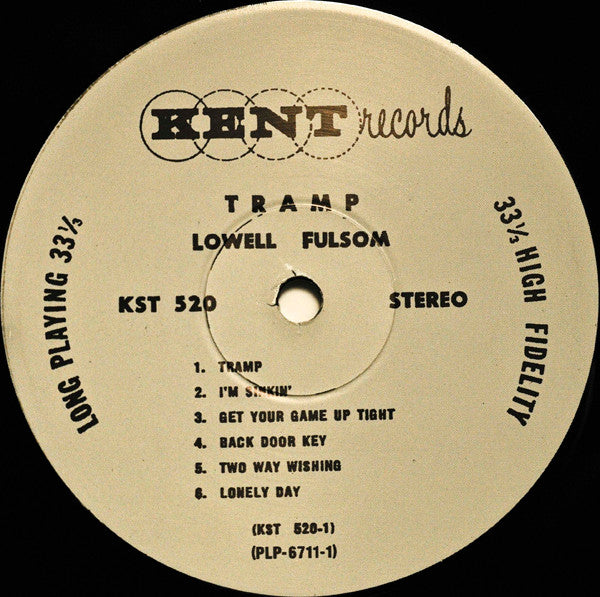 KENT records
TRAMP
LOWELL FULSOM
KST 520 STEREO
LONG PLAYING 33⅓
33⅓ HIGH FIDELITY
1. TRAMP
2. I'M SINKIN'
3. GET YOUR GAME UP TIGHT
4. BACK DOOR KEY
5. TWO WAY WISHING
6. LONELY DAY
(KST 520-1)
(PLP-6711-1)